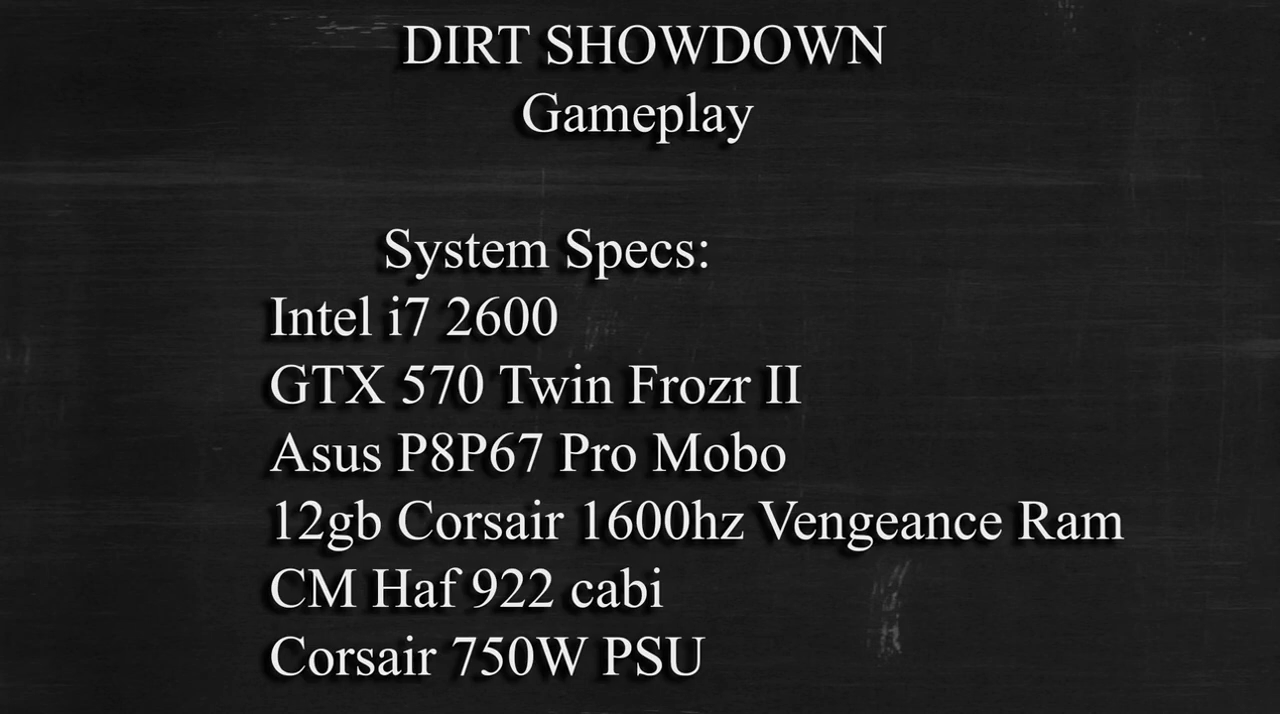 DIRT SHOWDOWN
Gameplay
System Specs:
Intel i7 2600
GTX 570 Twin Frozr II
Asus P8P67 Pro Mobo
12gb Corsair 1600hz Vengeance Ram
CM Haf 922 cabi
Corsair 750W PSU